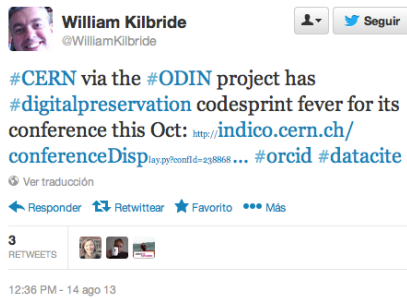 William Kilbride
@WilliamKilbride
Seguir
#CERN via the #ODIN project has
#digitalpreservation codesprint fever for its
conference this Oct: http://indico.cern.ch/
conferenceDisplay.py?confId=238868… #orcid #datacite
Ver traducción
Responder Retwittear Favorito Más
3
RETWEETS
12:36 PM - 14 ago 13